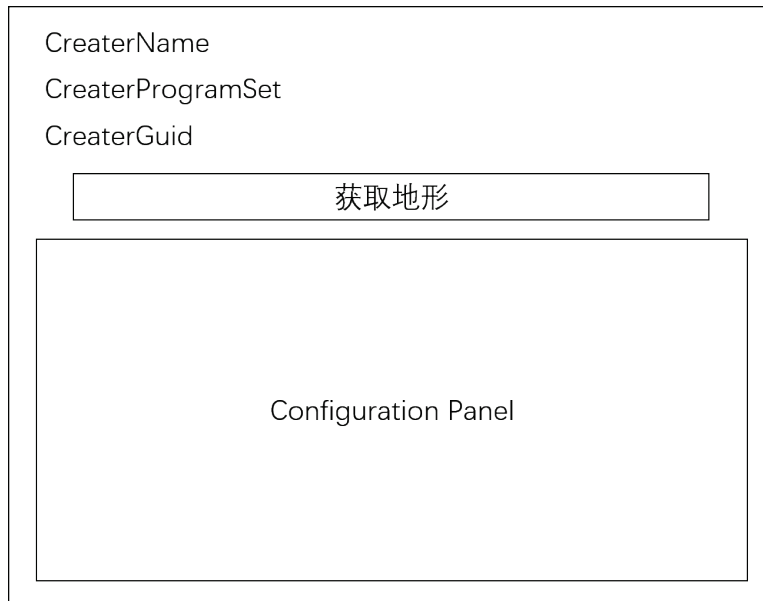 CreaterName
CreaterProgramSet
CreaterGuid
获取地形
Configuration Panel